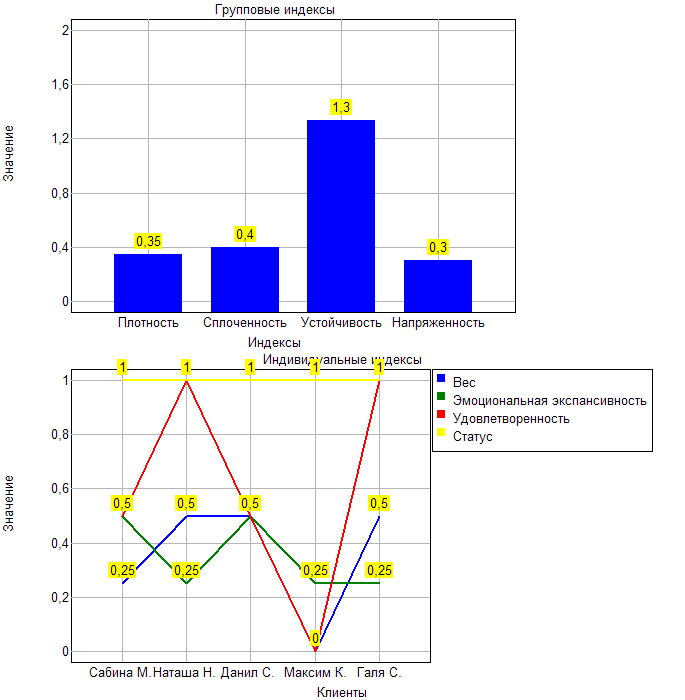 Групповые индексы
Значение
2
1,6
1,2
0,8
0,4
0
0,35
0,4
1,3
0,3
Плотность Сплоченность Устойчивость Напряженность
Индексы
Индивидуальные индексы
Значение
1
0,8
0,6
0,4
0,2
0
1 1 1 1 1
0,5 0,5 0,5 0,5
0,25 0,25 0,25 0,25
0
Сабина М. Наташа Н. Данил С. Максим К. Галя С.
Клиенты
Вес
Эмоциональная экспансивность
Удовлетворенность
Статус